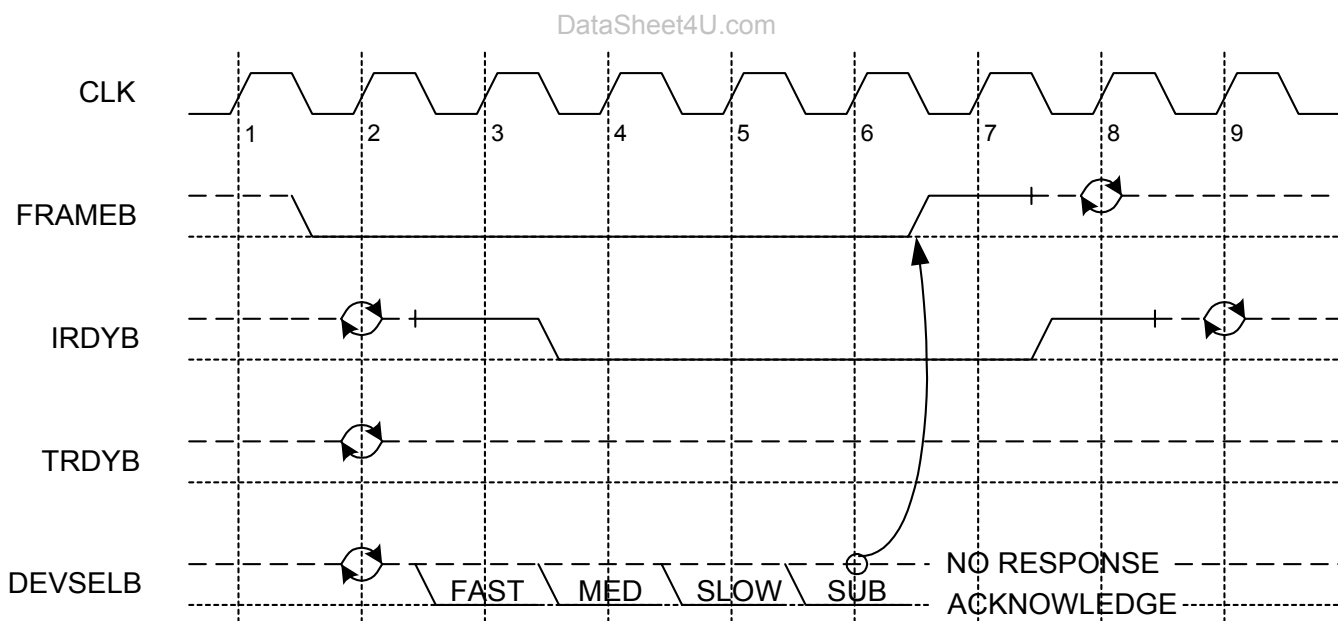 DataSheet4U.com
CLK
1 2 3 4 5 6 7 8 9
FRAMEB
IRDYB
TRDYB
DEVSELB
FAST MED SLOW SUB
NO RESPONSE
ACKNOWLEDGE